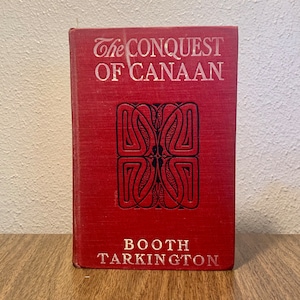 The CONQUEST
OF CANAAN
BOOTH
TARKINGTON